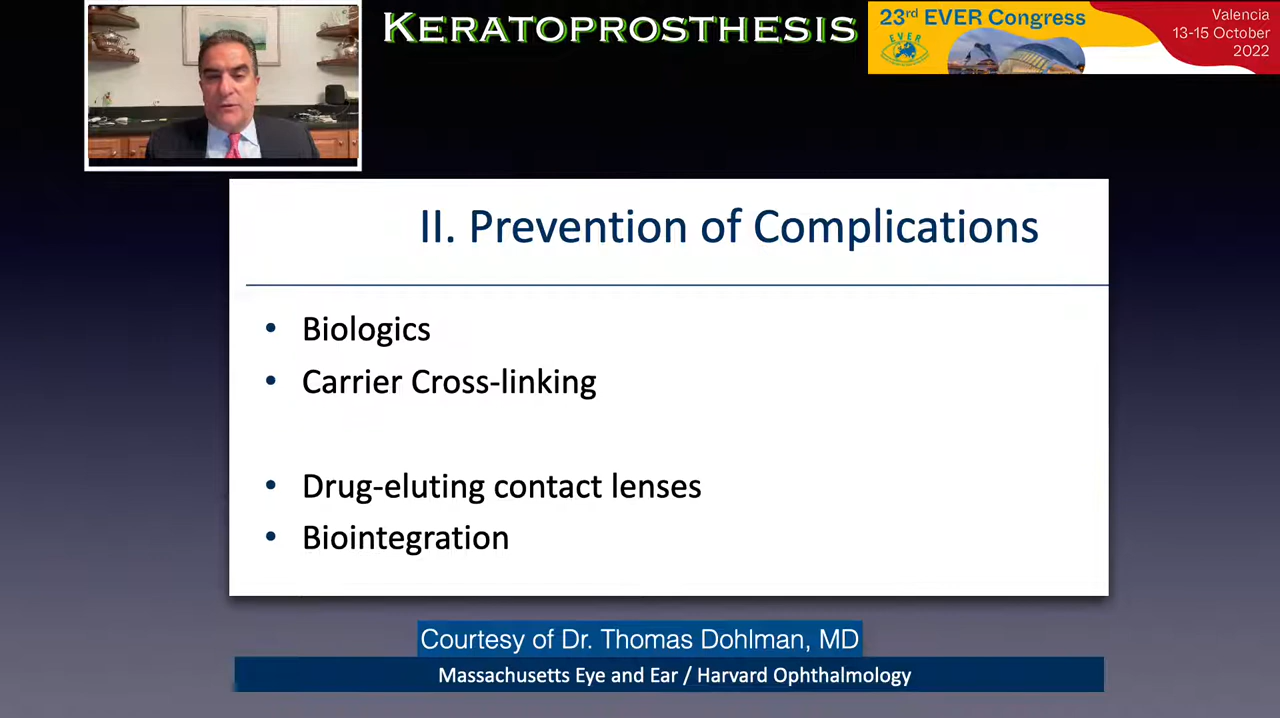 KERATOPROSTHESIS
23rd EVER Congress
EVER
Valencia
13-15 October
2022
II. Prevention of Complications
• Biologics
• Carrier Cross-linking
• Drug-eluting contact lenses
• Biointegration
Courtesy of Dr. Thomas Dohlman, MD
Massachusetts Eye and Ear / Harvard Ophthalmology